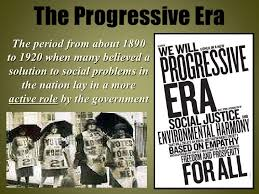 The Progressive Era
The period from about 1890
to 1920 when many believed a
solution to social problems in
the nation lay in a more
active role by the government
WE WILL
PROGRESSIVE
ERA
SOCIAL JUSTICE
ENVIRONMENTAL HARMONY
BASED ON EMPATHY
FREEDOM AND PROSPERITY
FOR ALL